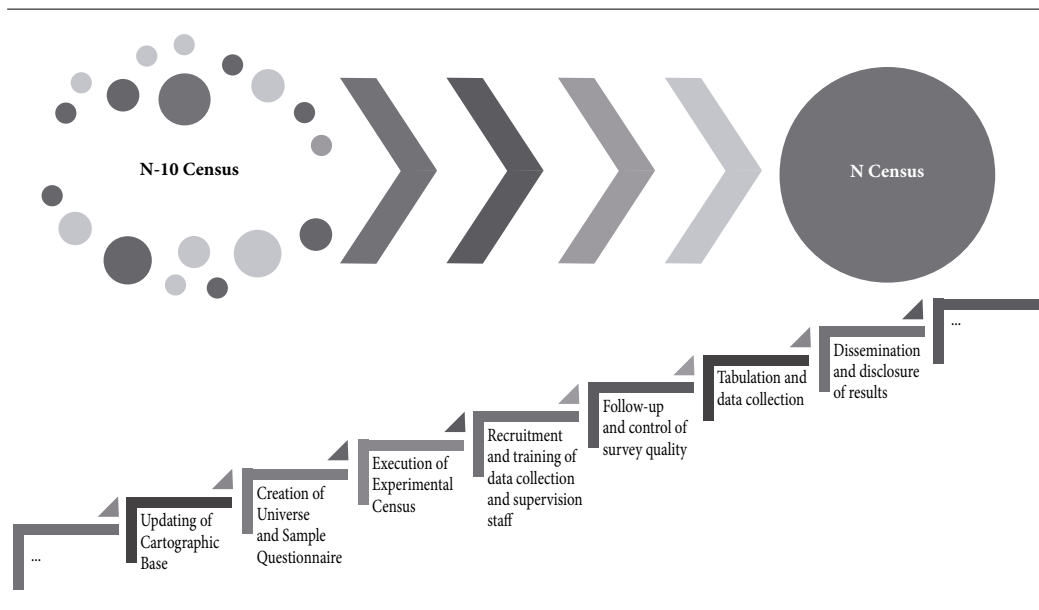 N-10 Census
N Census
...
Updating of
Cartographic
Base
Creation of
Universe
and Sample
Questionnaire
Execution of
Experimental
Census
Recruitment
and training of
data collection
and supervision
staff
Follow-up
and control of
survey quality
Tabulation and
data collection
Dissemination
and disclosure
of results
...